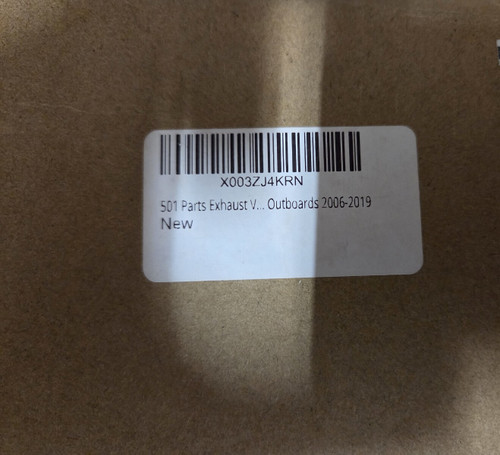 X003ZJ4KRN
501 Parts Exhaust V... Outboards 2006-2019
New